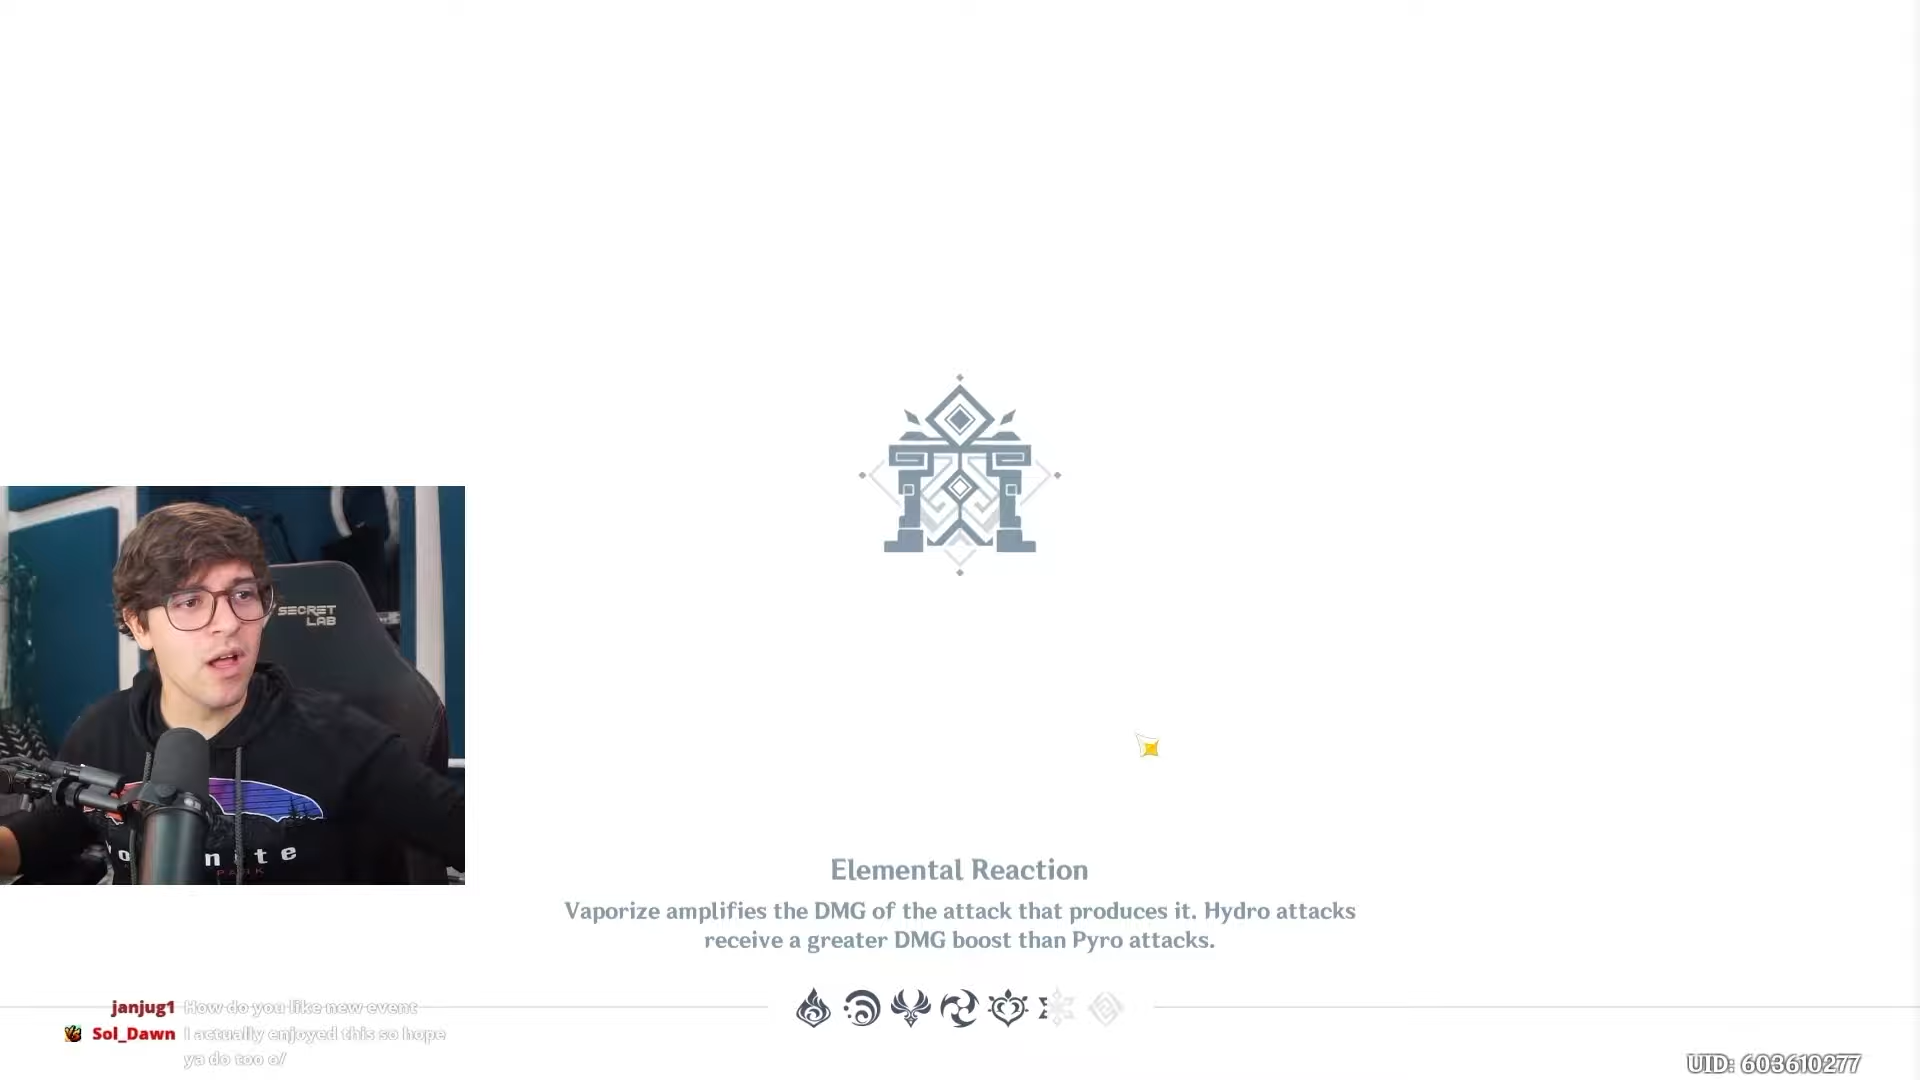 SECRET
LAB
n i t e
PARK
Elemental Reaction
Vaporize amplifies the DMG of the attack that produces it. Hydro attacks
receive a greater DMG boost than Pyro attacks.
janjug1 How do you like new event
Sol_Dawn I actually enjoyed this so hope
ya do too o/
UID: 603610277